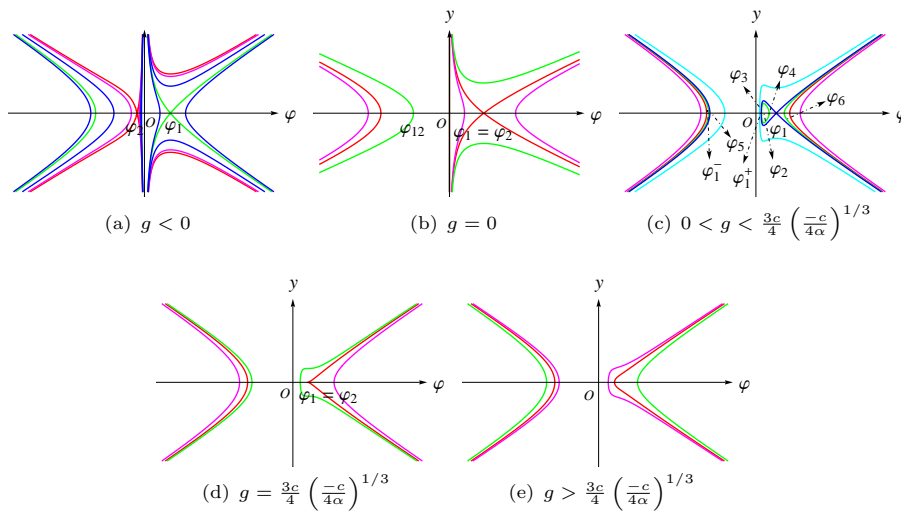 y
y
y
φ₂ o φ₁ φ
φ₁₂ φ₁ = φ₂ φ
φ₃ φ₄ φ₆ φ
o φ₁ φ₅
φ₁⁻ φ₁⁺ φ₂
(a) g < 0
(b) g = 0
(c) 0 < g < 3c/4 (−c/4α)^{1/3}
y
y
o φ₁ = φ₂ φ
o φ
(d) g = 3c/4 (−c/4α)^{1/3}
(e) g > 3c/4 (−c/4α)^{1/3}